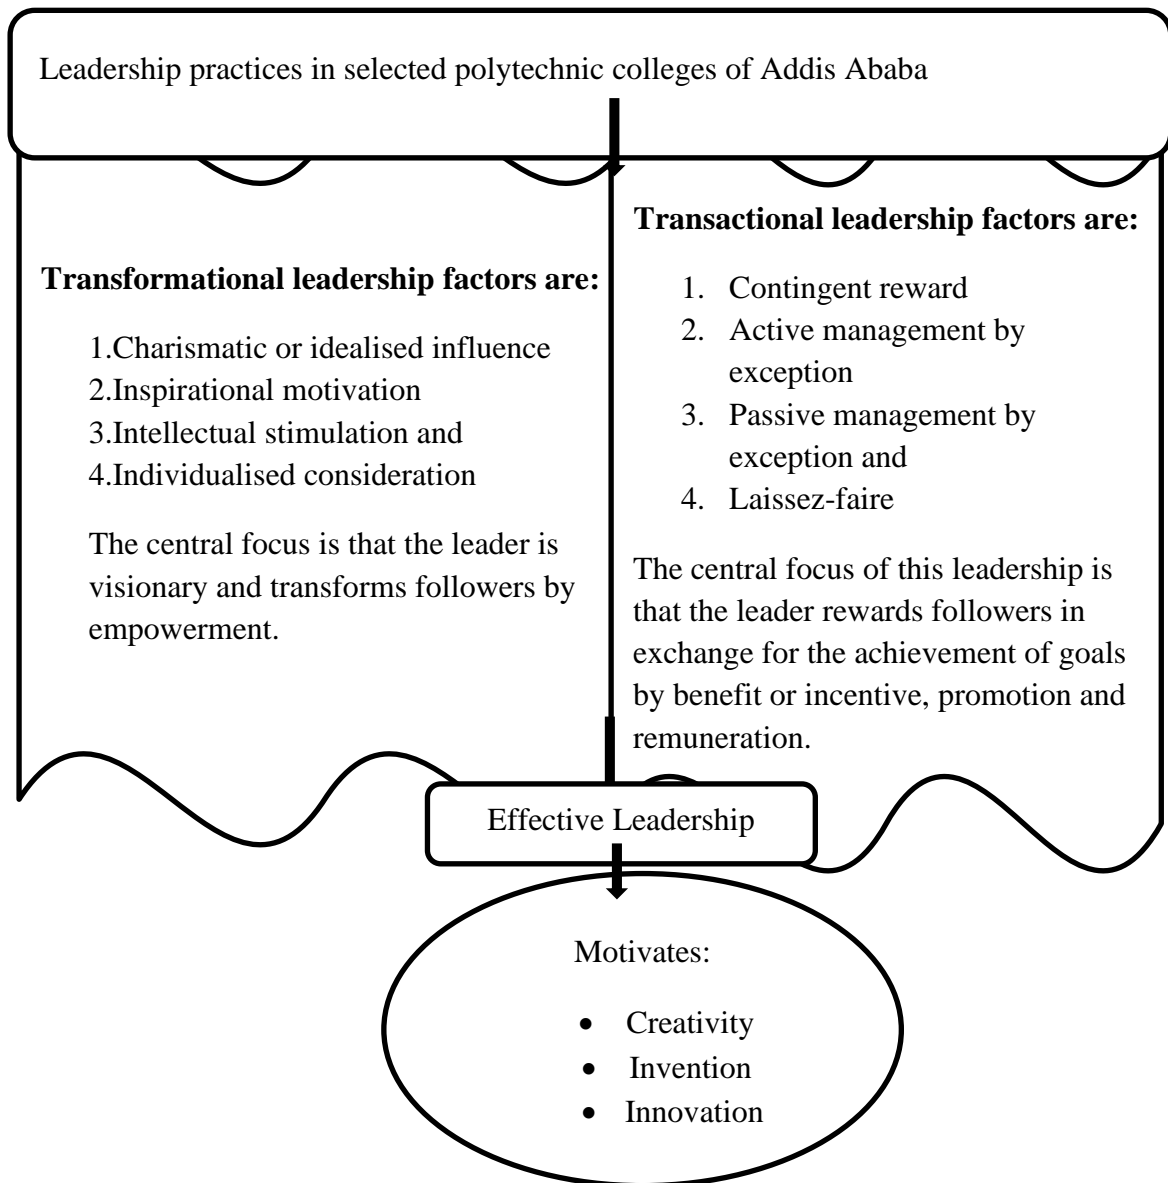 Leadership practices in selected polytechnic colleges of Addis Ababa
Transformational leadership factors are:
1.Charismatic or idealised influence
2.Inspirational motivation
3.Intellectual stimulation and
4.Individualised consideration
The central focus is that the leader is
visionary and transforms followers by
empowerment.
Transactional leadership factors are:
1. Contingent reward
2. Active management by
exception
3. Passive management by
exception and
4. Laissez-faire
The central focus of this leadership is
that the leader rewards followers in
exchange for the achievement of goals
by benefit or incentive, promotion and
remuneration.
Effective Leadership
Motivates:
• Creativity
• Invention
• Innovation